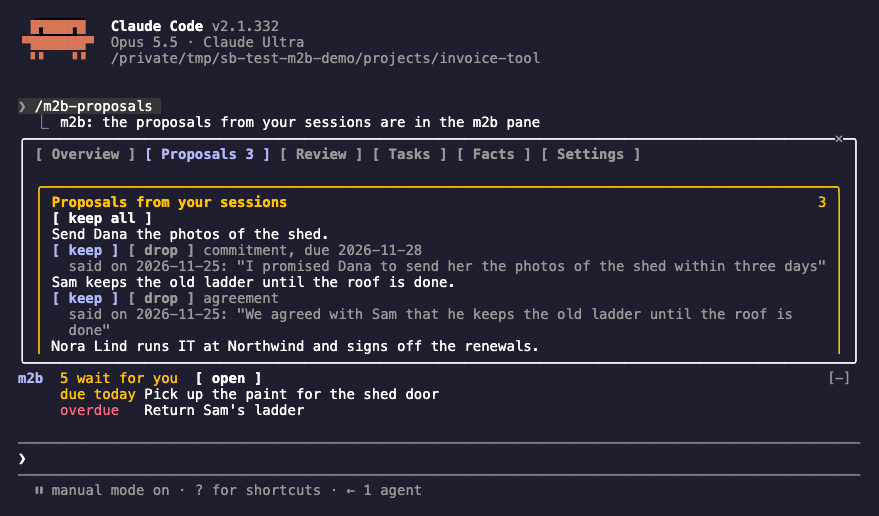 Claude Code v2.1.332
Opus 5.5 · Claude Ultra
/private/tmp/sb-test-m2b-demo/projects/invoice-tool
❯ /m2b-proposals
⎿ m2b: the proposals from your sessions are in the m2b pane
×
[ Overview ] [ Proposals 3 ] [ Review ] [ Tasks ] [ Facts ] [ Settings ]
Proposals from your sessions 3
[ keep all ]
Send Dana the photos of the shed.
[ keep ] [ drop ] commitment, due 2026-11-28
said on 2026-11-25: "I promised Dana to send her the photos of the shed within three days"
Sam keeps the old ladder until the roof is done.
[ keep ] [ drop ] agreement
said on 2026-11-25: "We agreed with Sam that he keeps the old ladder until the roof is
done"
Nora Lind runs IT at Northwind and signs off the renewals.
m2b 5 wait for you [ open ] [-]
due today Pick up the paint for the shed door
overdue Return Sam's ladder
❯
⏸ manual mode on · ? for shortcuts · ← 1 agent